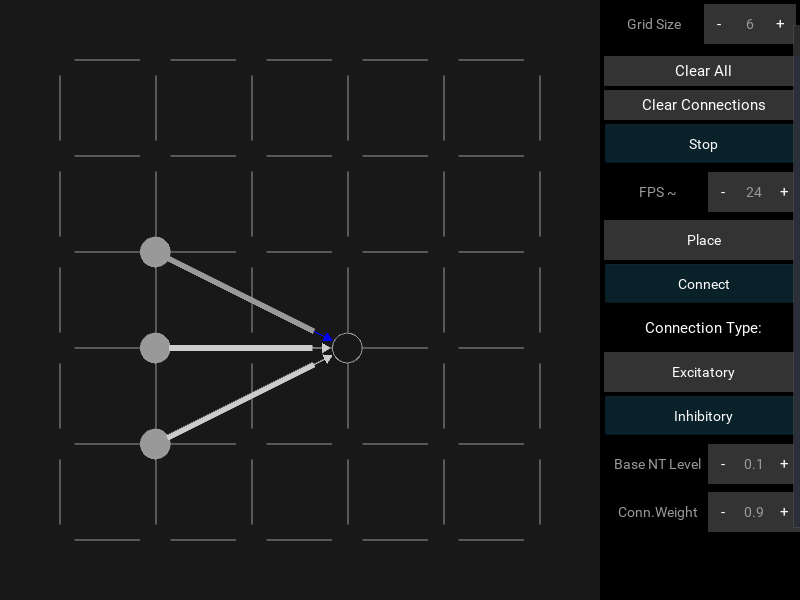 Grid Size - 6 +
Clear All
Clear Connections
Stop
FPS ~ - 24 +
Place
Connect
Connection Type:
Excitatory
Inhibitory
Base NT Level - 0.1 +
Conn.Weight - 0.9 +